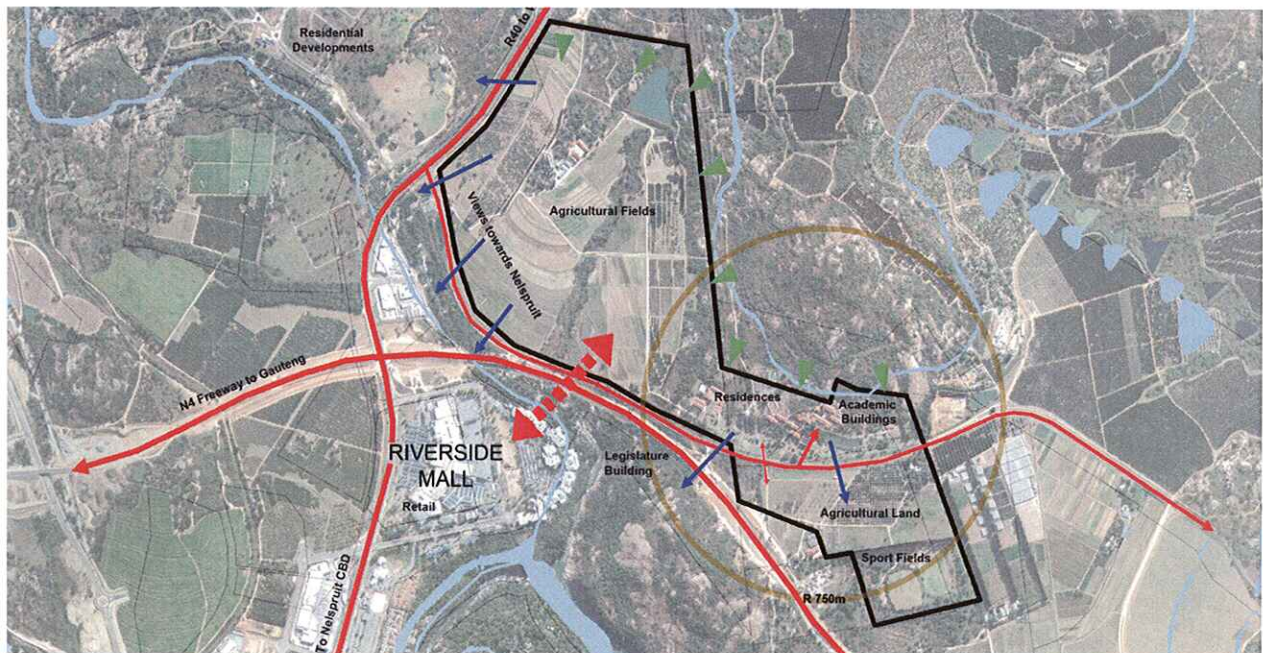 Residential
Developments
R40 to
Agricultural Fields
Views towards Nelspruit
N4 Freeway to Gauteng
Residences
Academic
Buildings
RIVERSIDE
MALL
Legislature
Building
Retail
Agricultural Land
Sport Fields
R 750m
To Nelspruit CBD